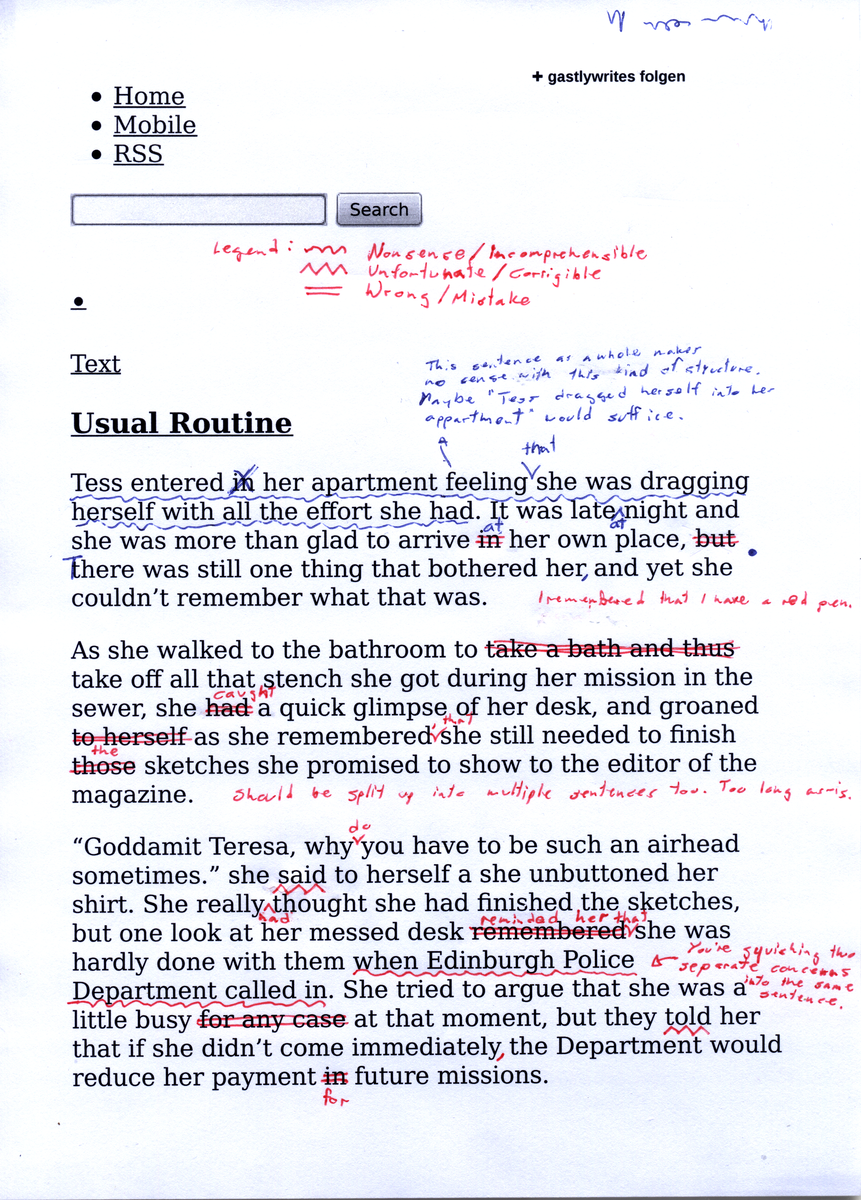 + gastlywrites folgen
Home
Mobile
RSS
Search
Legend: Nonsense/Incomprehensible
Unfortunate/Corrigible
Wrong/Mistake
Text
This sentence as a whole makes
no sense with this kind of structure.
Maybe "Tess dragged herself into her
appartment" would suffice.
Usual Routine
that
Tess entered in her apartment feeling she was dragging
herself with all the effort she had. It was late night and
at
at
she was more than glad to arrive in her own place, but .
T
there was still one thing that bothered her, and yet she
couldn’t remember what that was. I remembered that I have a red pen.
As she walked to the bathroom to take a bath and thus
take off all that stench she got during her mission in the
caught
sewer, she had a quick glimpse of her desk, and groaned
that
to herself as she remembered she still needed to finish
the
those sketches she promised to show to the editor of the
magazine. Should be split up into multiple sentences too. Too long as-is.
do
“Goddamit Teresa, why you have to be such an airhead
sometimes.” she said to herself a she unbuttoned her
shirt. She really thought she had finished the sketches,
had
reminded her that
but one look at her messed desk remembered she was
hardly done with them when Edinburgh Police
You're squishing two
separate concerns
into the same
sentence.
Department called in. She tried to argue that she was a
little busy for any case at that moment, but they told her
that if she didn’t come immediately, the Department would
reduce her payment in future missions.
for